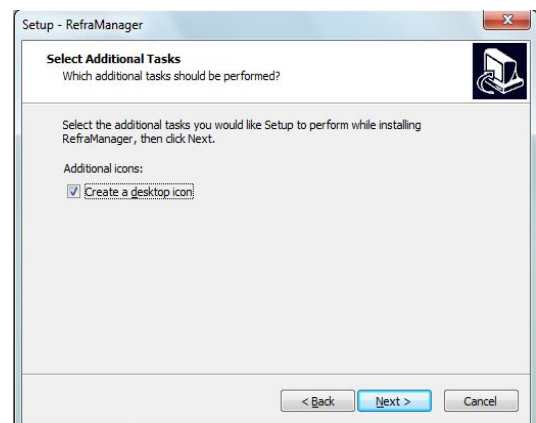 Setup - RefraManager
Select Additional Tasks
Which additional tasks should be performed?
Select the additional tasks you would like Setup to perform while installing
RefraManager, then click Next.
Additional icons:
Create a desktop icon
< Back
Next >
Cancel